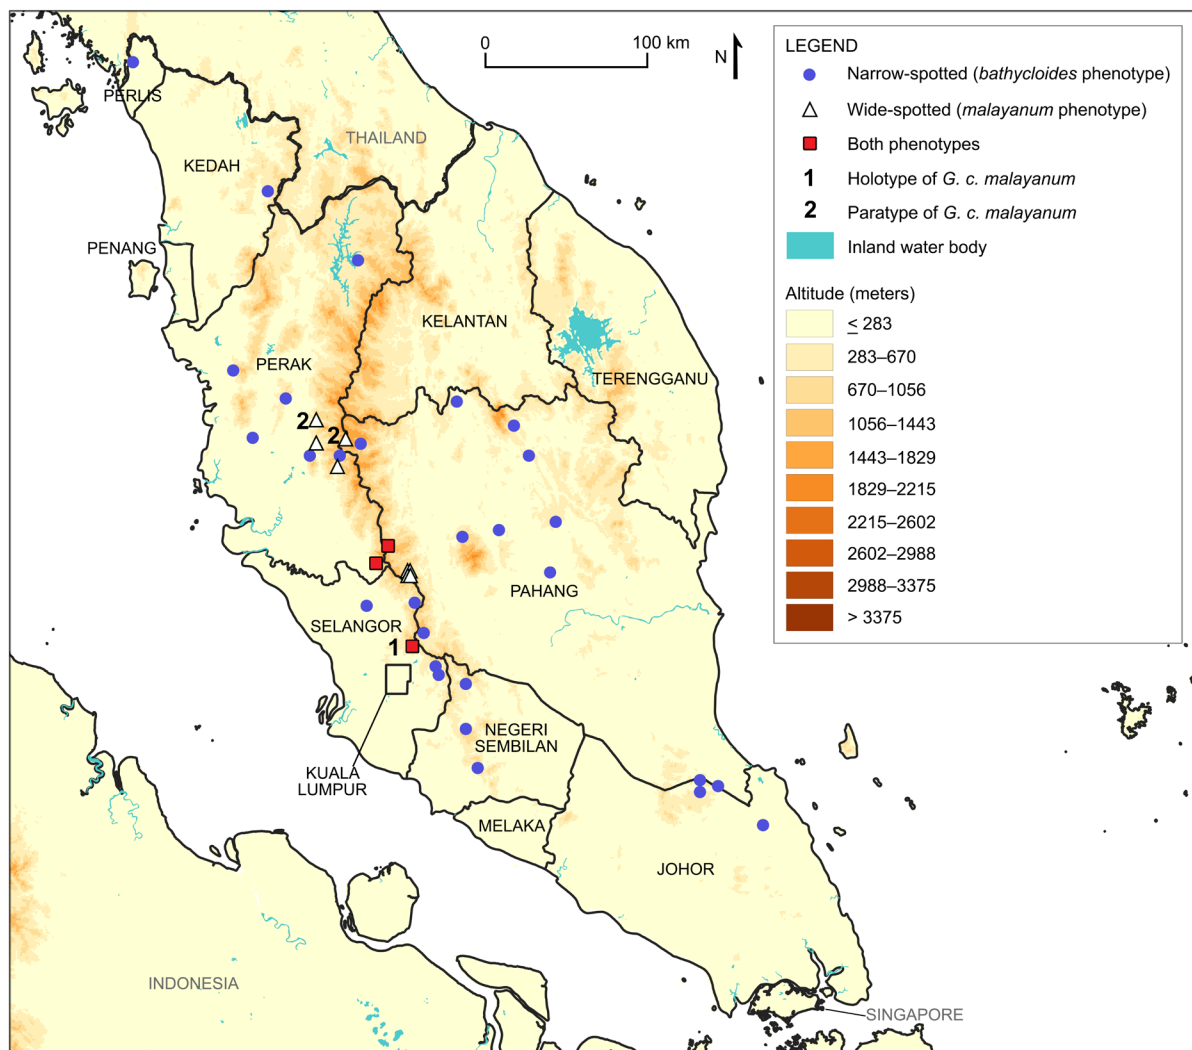 0 100 km
N
LEGEND
Narrow-spotted (bathycloides phenotype)
Wide-spotted (malayanum phenotype)
Both phenotypes
1 Holotype of G. c. malayanum
2 Paratype of G. c. malayanum
Inland water body
Altitude (meters)
≤ 283
283–670
670–1056
1056–1443
1443–1829
1829–2215
2215–2602
2602–2988
2988–3375
> 3375
PERLIS
THAILAND
KEDAH
PENANG
KELANTAN
PERAK
TERENGGANU
2
2
PAHANG
SELANGOR
1
NEGERI
SEMBILAN
KUALA
LUMPUR
MELAKA
JOHOR
INDONESIA
SINGAPORE